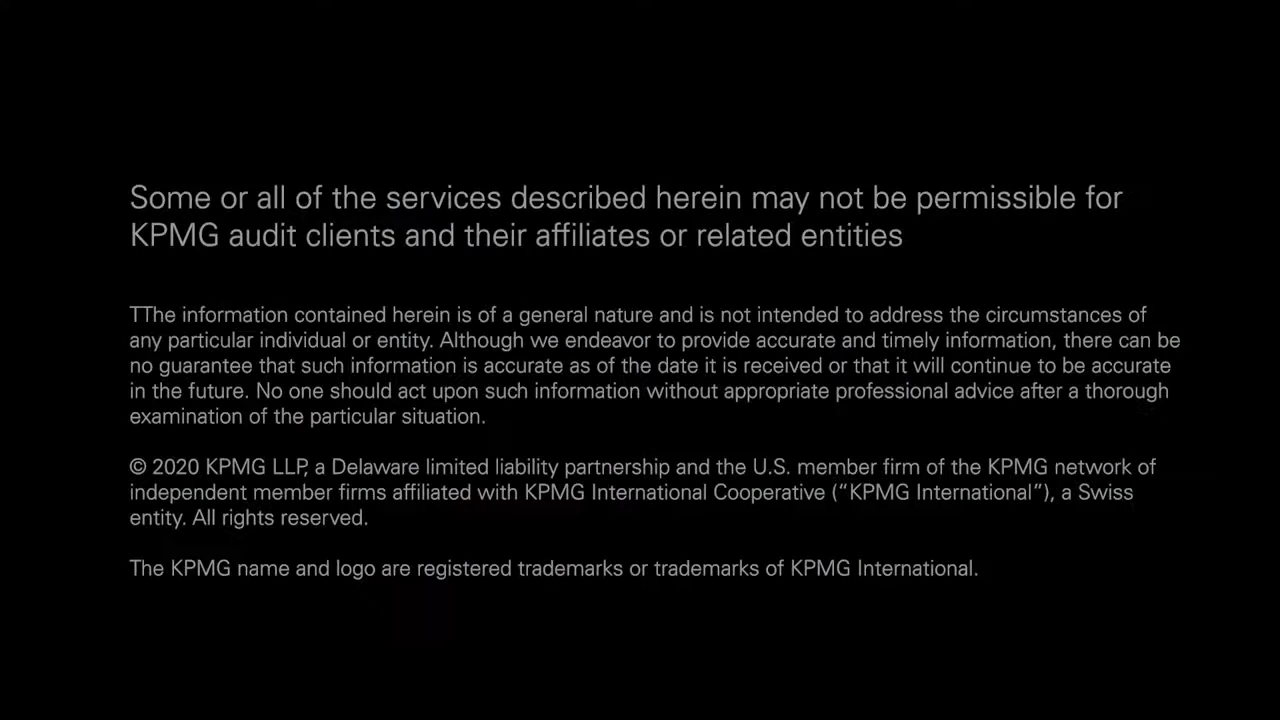 Some or all of the services described herein may not be permissible for
KPMG audit clients and their affiliates or related entities
TThe information contained herein is of a general nature and is not intended to address the circumstances of
any particular individual or entity. Although we endeavor to provide accurate and timely information, there can be
no guarantee that such information is accurate as of the date it is received or that it will continue to be accurate
in the future. No one should act upon such information without appropriate professional advice after a thorough
examination of the particular situation.
© 2020 KPMG LLP, a Delaware limited liability partnership and the U.S. member firm of the KPMG network of
independent member firms affiliated with KPMG International Cooperative (“KPMG International”), a Swiss
entity. All rights reserved.
The KPMG name and logo are registered trademarks or trademarks of KPMG International.